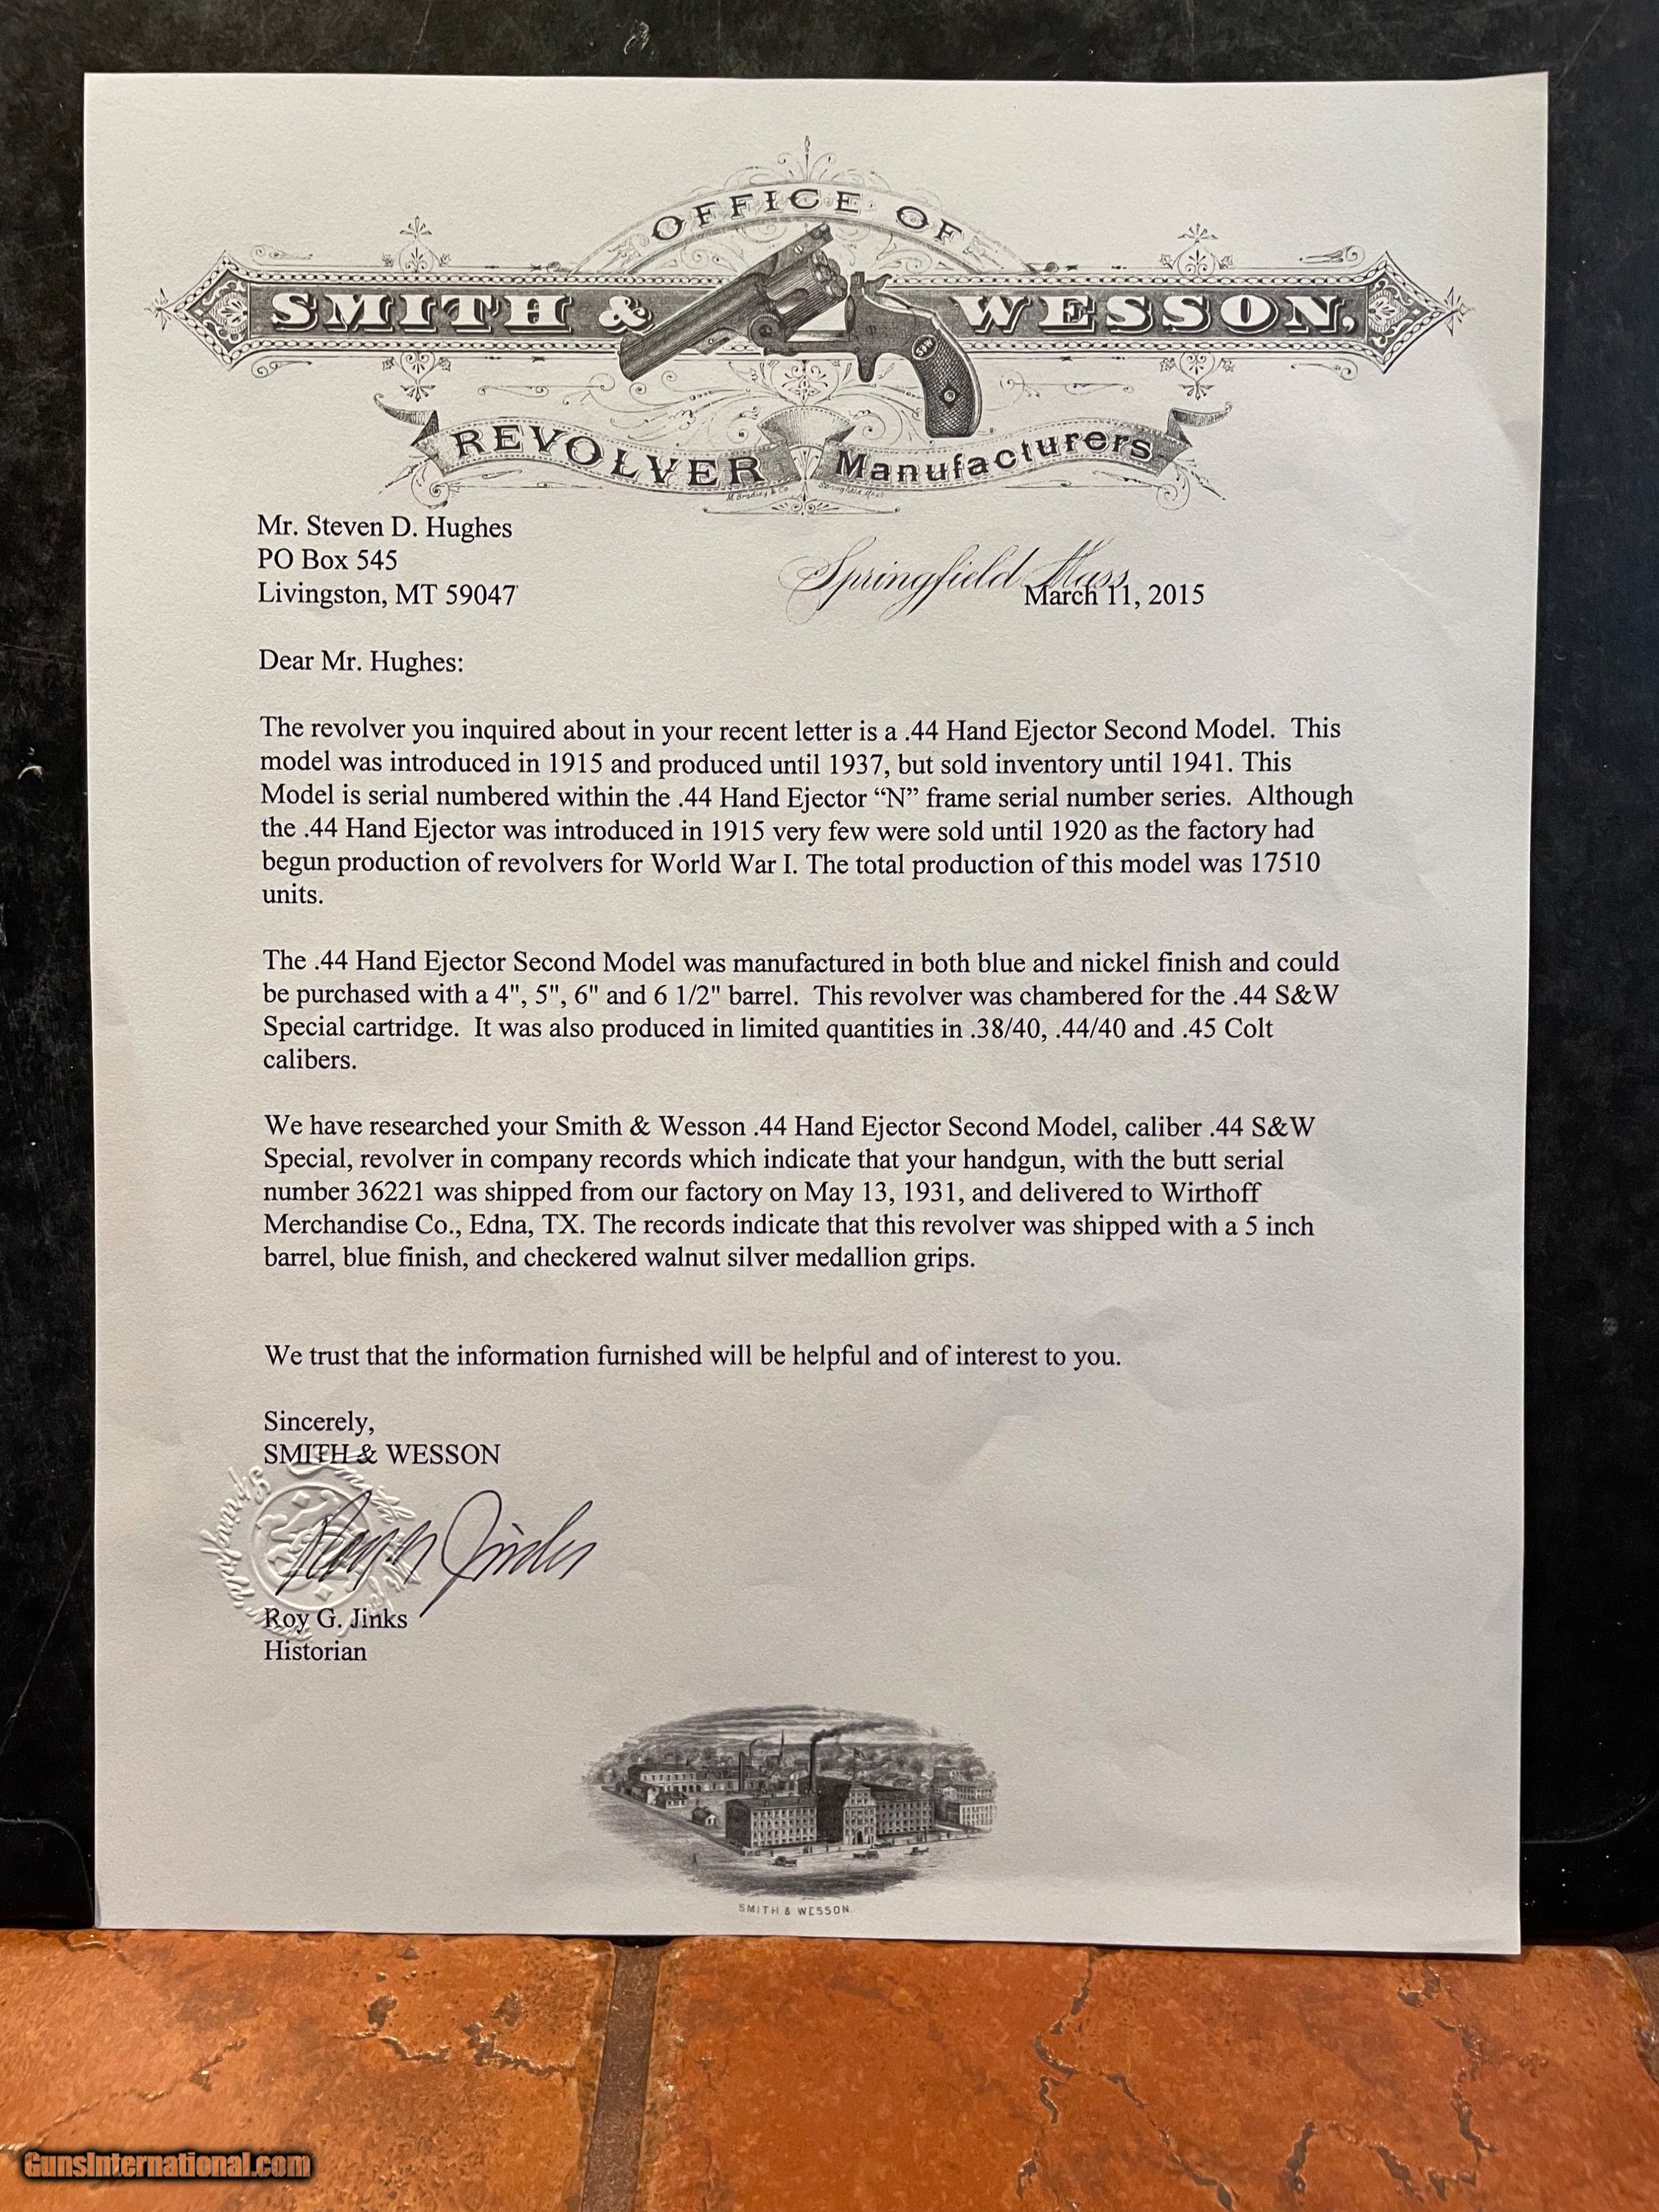 OFFICE OF
SMITH & WESSON,
S&W
REVOLVER Manufacturers
M. Bradley & Co Springfield Mass
Mr. Steven D. Hughes
PO Box 545
Livingston, MT 59047
Springfield Mass
March 11, 2015
Dear Mr. Hughes:
The revolver you inquired about in your recent letter is a .44 Hand Ejector Second Model. This
model was introduced in 1915 and produced until 1937, but sold inventory until 1941. This
Model is serial numbered within the .44 Hand Ejector “N” frame serial number series. Although
the .44 Hand Ejector was introduced in 1915 very few were sold until 1920 as the factory had
begun production of revolvers for World War I. The total production of this model was 17510
units.
The .44 Hand Ejector Second Model was manufactured in both blue and nickel finish and could
be purchased with a 4", 5", 6" and 6 1/2" barrel. This revolver was chambered for the .44 S&W
Special cartridge. It was also produced in limited quantities in .38/40, .44/40 and .45 Colt
calibers.
We have researched your Smith & Wesson .44 Hand Ejector Second Model, caliber .44 S&W
Special, revolver in company records which indicate that your handgun, with the butt serial
number 36221 was shipped from our factory on May 13, 1931, and delivered to Wirthoff
Merchandise Co., Edna, TX. The records indicate that this revolver was shipped with a 5 inch
barrel, blue finish, and checkered walnut silver medallion grips.
We trust that the information furnished will be helpful and of interest to you.
Sincerely,
SMITH & WESSON
Roy G. Jinks
Roy G. Jinks
Historian
SMITH & WESSON.
GunsInternational.com